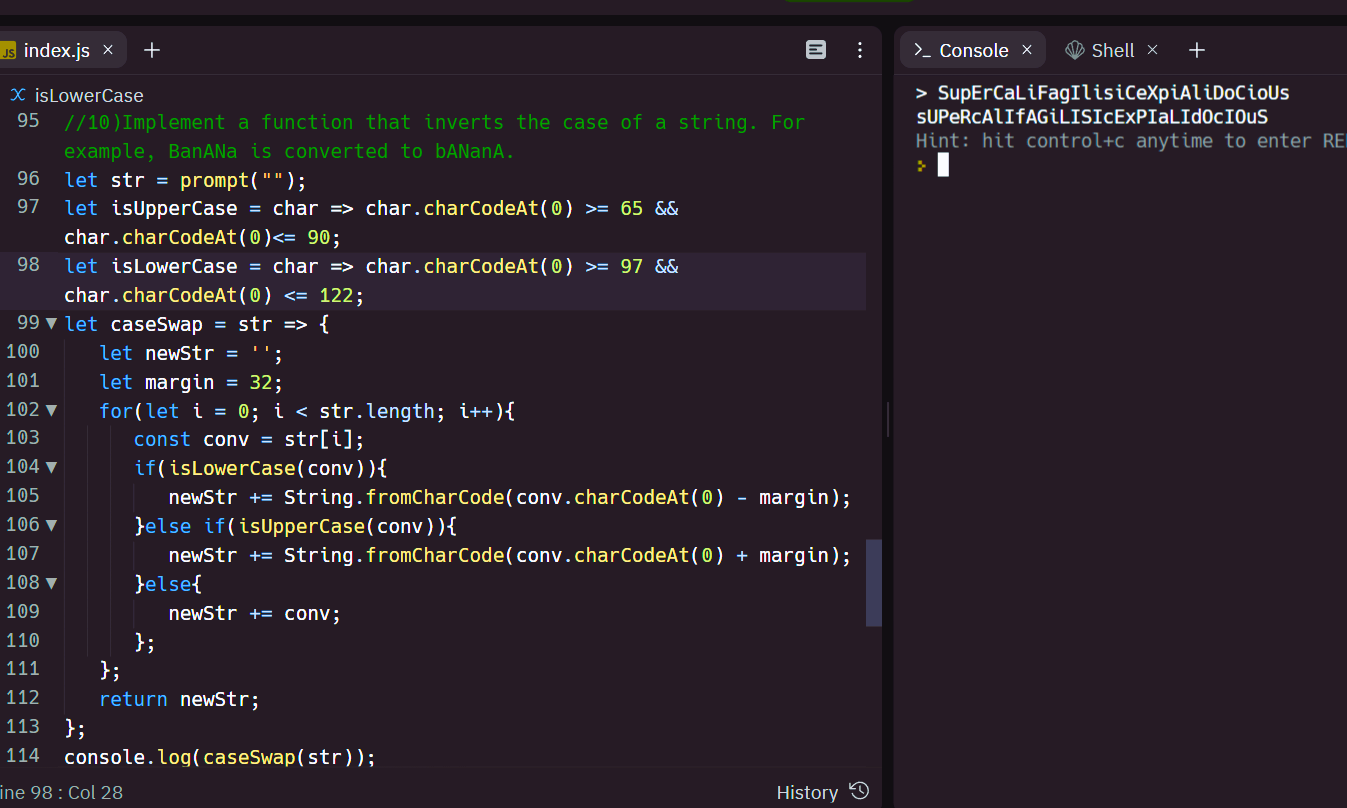 JS index.js × +
isLowerCase
95 //10)Implement a function that inverts the case of a string. For
example, BanANa is converted to bANanA.
96 let str = prompt("");
97 let isUpperCase = char => char.charCodeAt(0) >= 65 &&
char.charCodeAt(0)<= 90;
98 let isLowerCase = char => char.charCodeAt(0) >= 97 &&
char.charCodeAt(0) <= 122;
99 let caseSwap = str => {
100 let newStr = '';
101 let margin = 32;
102 for(let i = 0; i < str.length; i++){
103 const conv = str[i];
104 if(isLowerCase(conv)){
105 newStr += String.fromCharCode(conv.charCodeAt(0) - margin);
106 }else if(isUpperCase(conv)){
107 newStr += String.fromCharCode(conv.charCodeAt(0) + margin);
108 }else{
109 newStr += conv;
110 };
111 };
112 return newStr;
113 };
114 console.log(caseSwap(str));
ine 98 : Col 28
History
>_ Console × Shell × +
> SupErCaLiFagIlisiCeXpiAliDoCioUs
sUPeRcAlIfAGiLISIcExPIaLIdOcIOuS
Hint: hit control+c anytime to enter RE
>